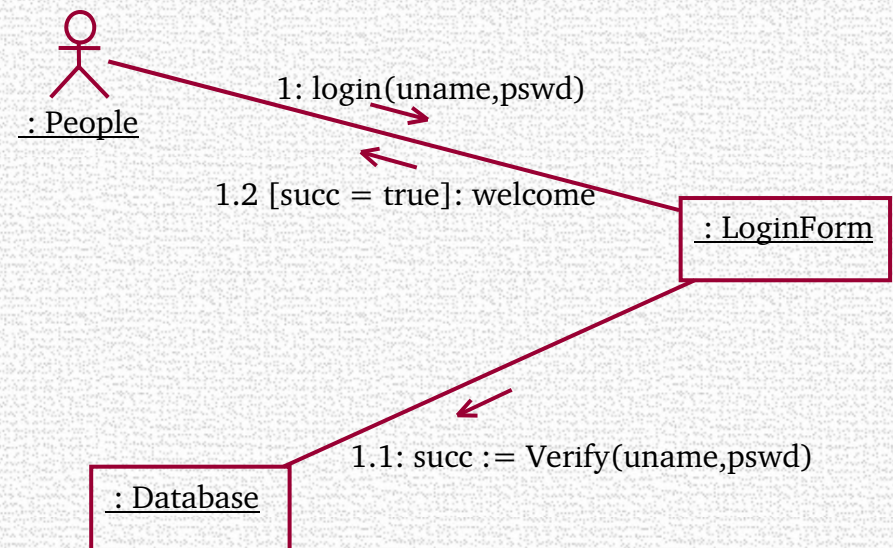 1: login(uname,pswd)
: People
1.2 [succ = true]: welcome
: LoginForm
1.1: succ := Verify(uname,pswd)
: Database